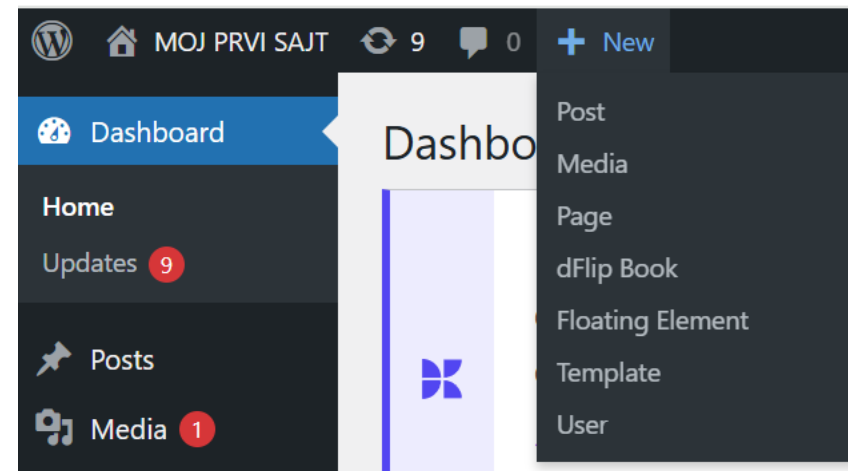 MOJ PRVI SAJT 9 0 + New
Dashboard
Home
Updates 9
Posts
Media 1
Dashbo
Post
Media
Page
dFlip Book
Floating Element
Template
User